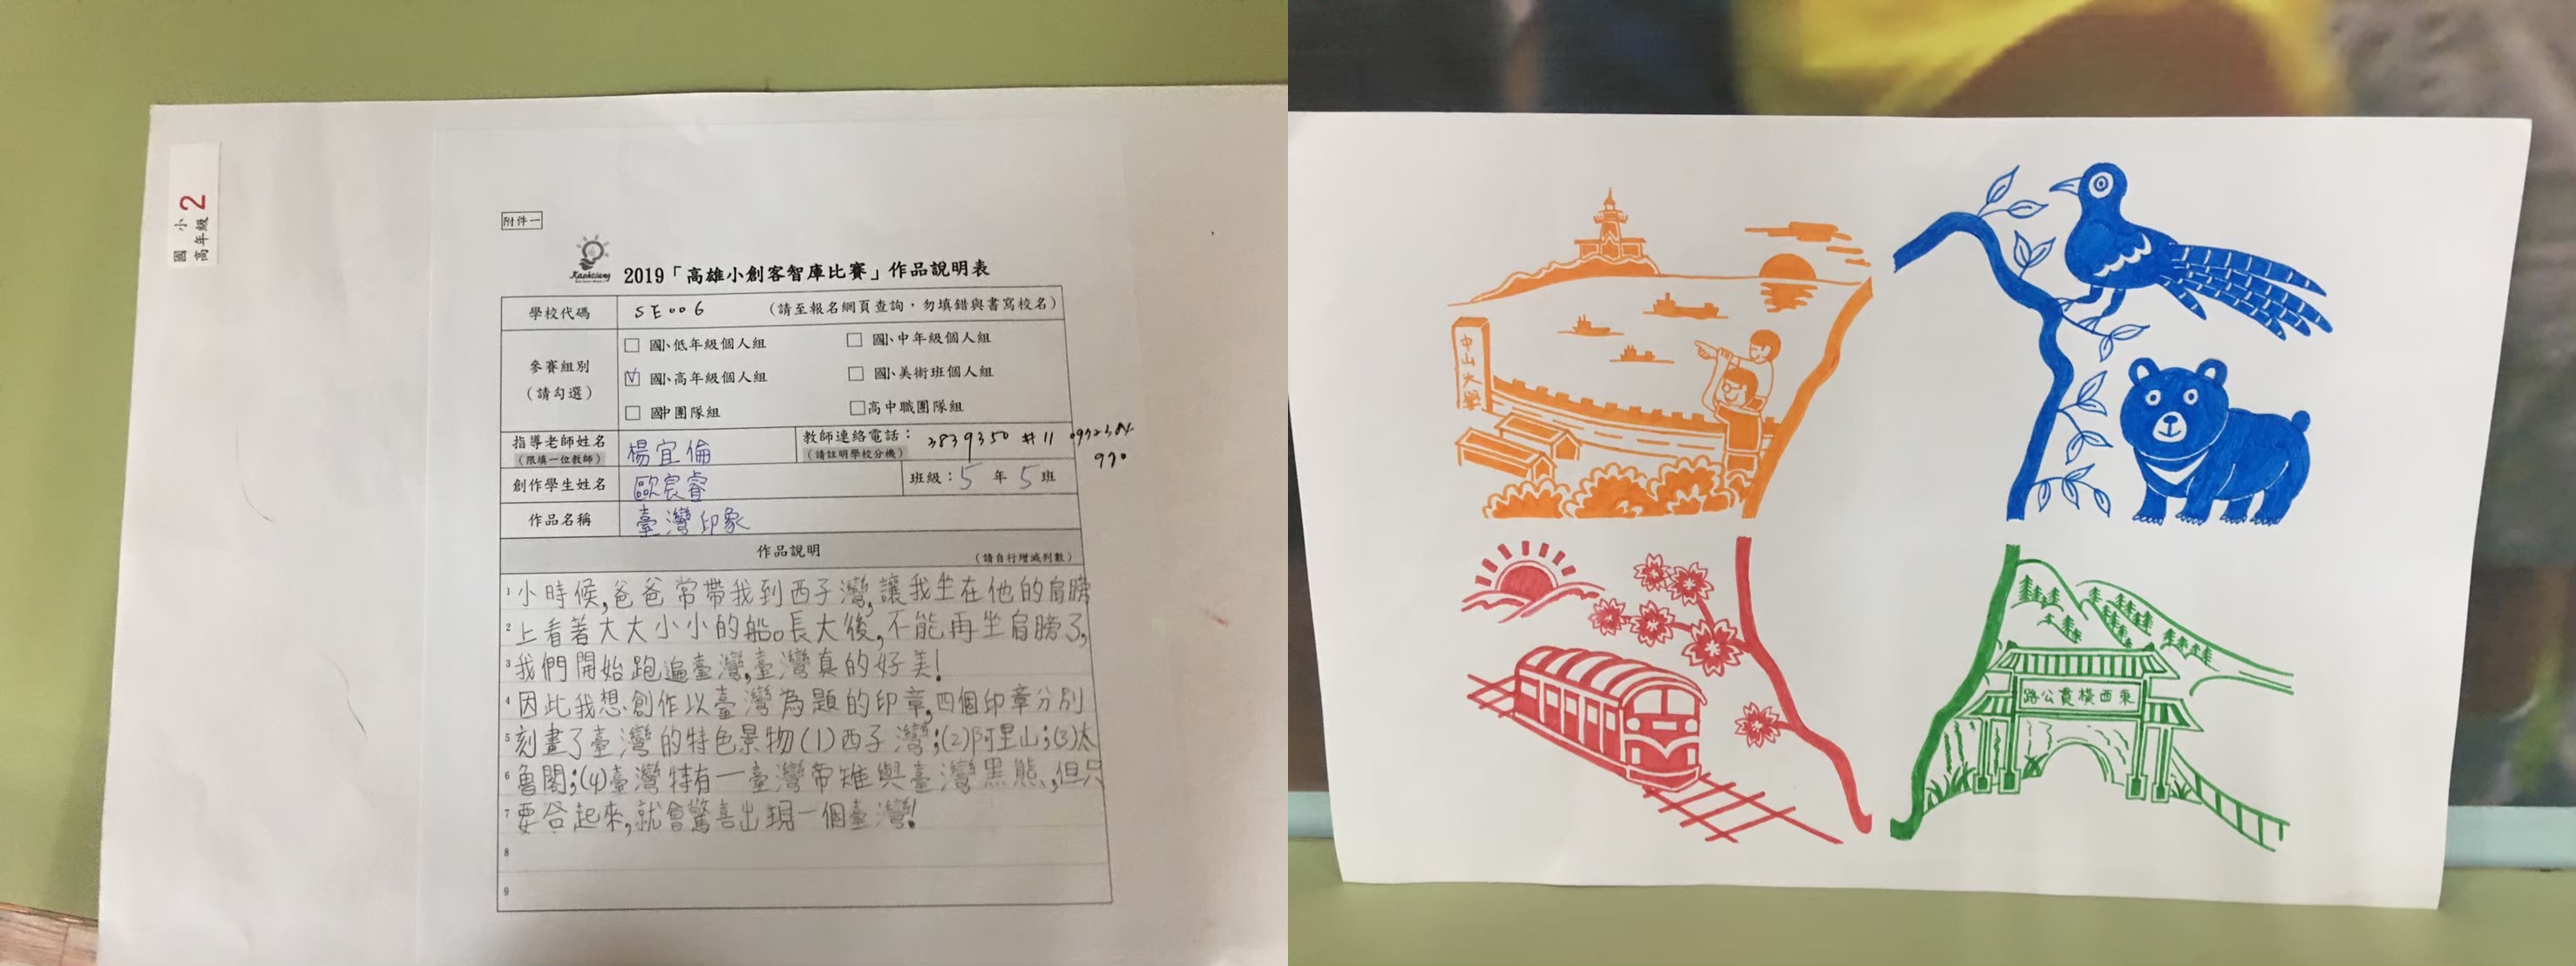 國小
高年級 2
附件一
Kaohsiung
2019「高雄小創客智庫比賽」作品說明表
學校代碼 SE006 (請至報名網頁查詢，勿填錯與書寫校名)
參賽組別
(請勾選)
□ 國小低年級個人組 □ 國小中年級個人組
☑ 國小高年級個人組 □ 國小美術班個人組
□ 國中團隊組 □高中職團隊組
指導老師姓名 楊宜倫 教師連絡電話： 3839350 #11
(限填一位教師) (請註明學校分機) 970
創作學生姓名 歐宸睿 班級：5 年 5 班
作品名稱 臺灣印象
作品說明 (請自行增減列數)
1 小時候,爸爸常帶我到西子灣,讓我坐在他的肩膀
2 上看著大大小小的船。長大後,不能再坐肩膀了,
3 我們開始跑遍臺灣,臺灣真的好美!
4 因此我想創作以臺灣為題的印章,四個印章分別
5 刻畫了臺灣的特色景物(1)西子灣;(2)阿里山;(3)太
6 魯閣;(4)臺灣特有一臺灣帝雉與臺灣黑熊,但只
7 要合起來,就會驚喜出現一個臺灣!
8
9
中山大學
路公貫橫西東